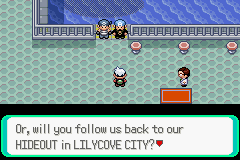 Or, will you follow us back to our
HIDEOUT in LILYCOVE CITY?♥